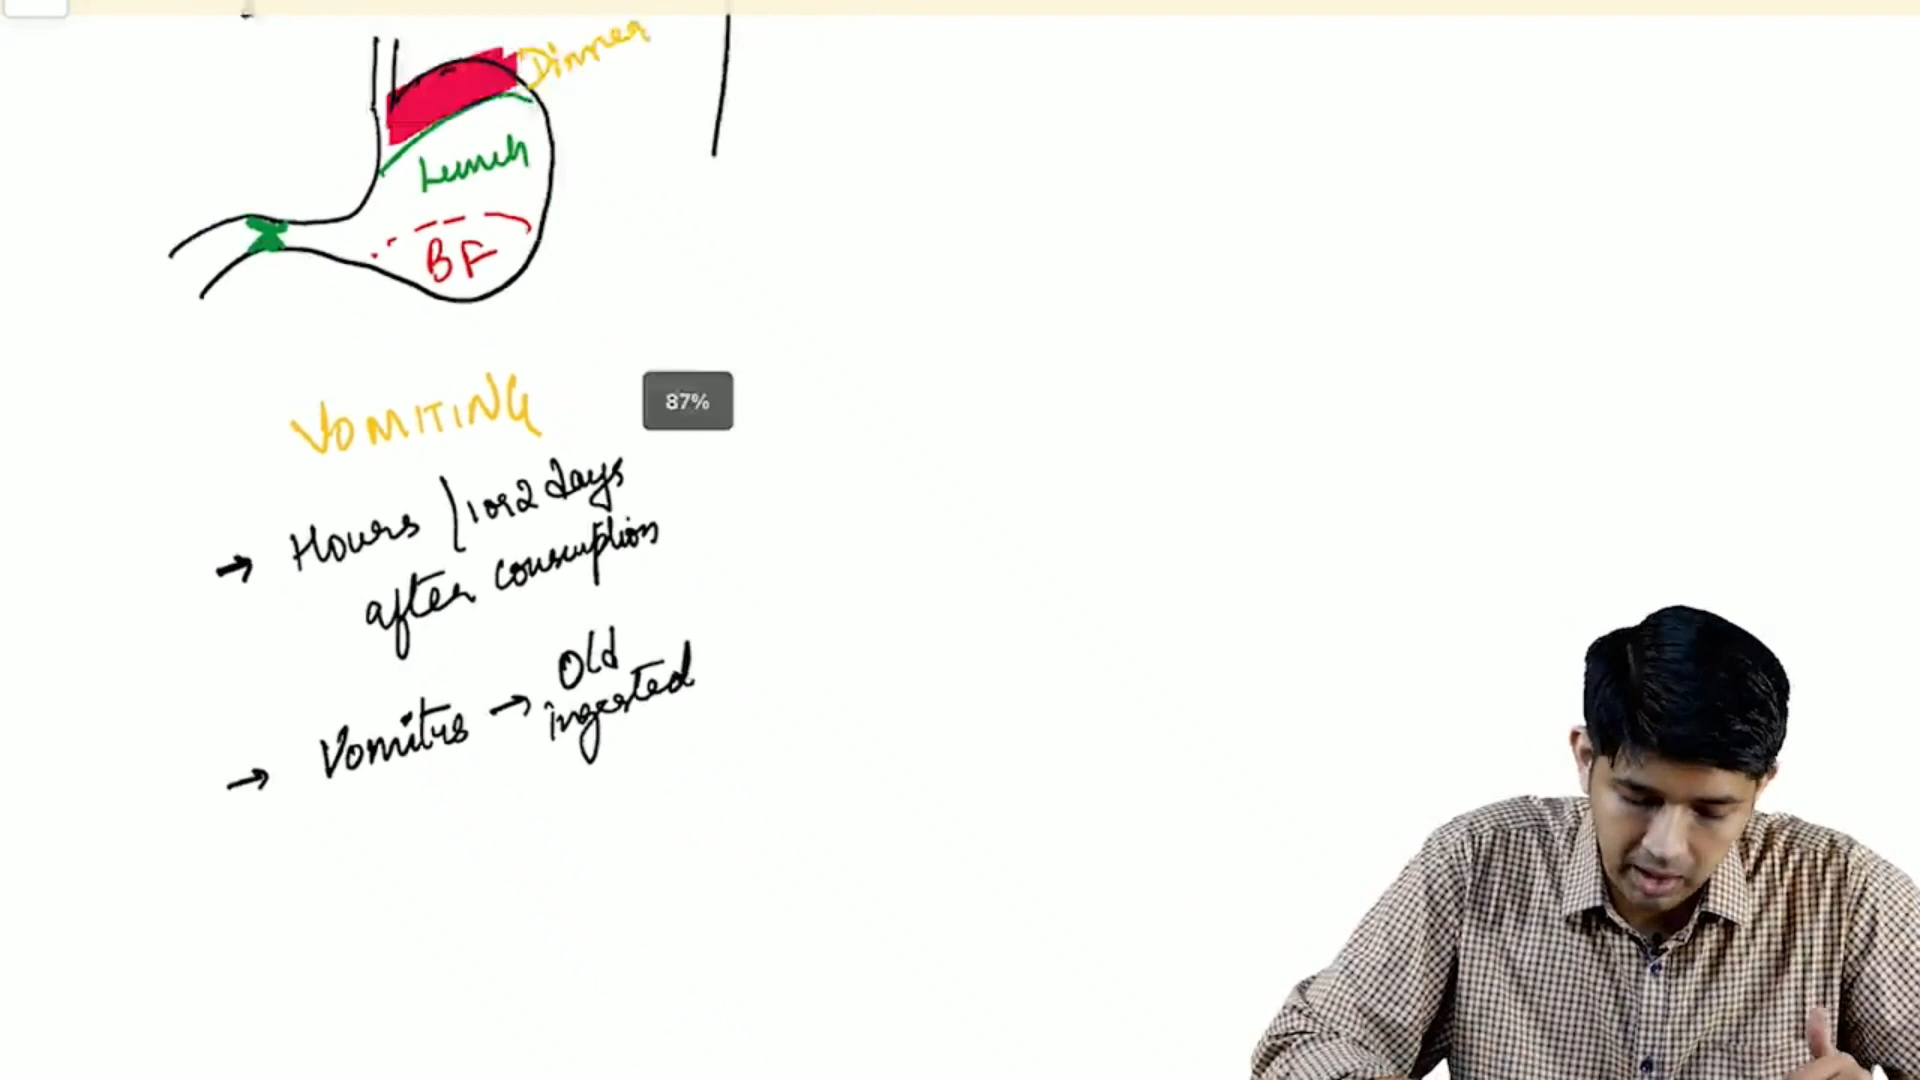 Dinner
Lunch
BF
VOMITING
87%
→ Hours / 1 or 2 days
after consumption
Old
→ Vomitus → ingested